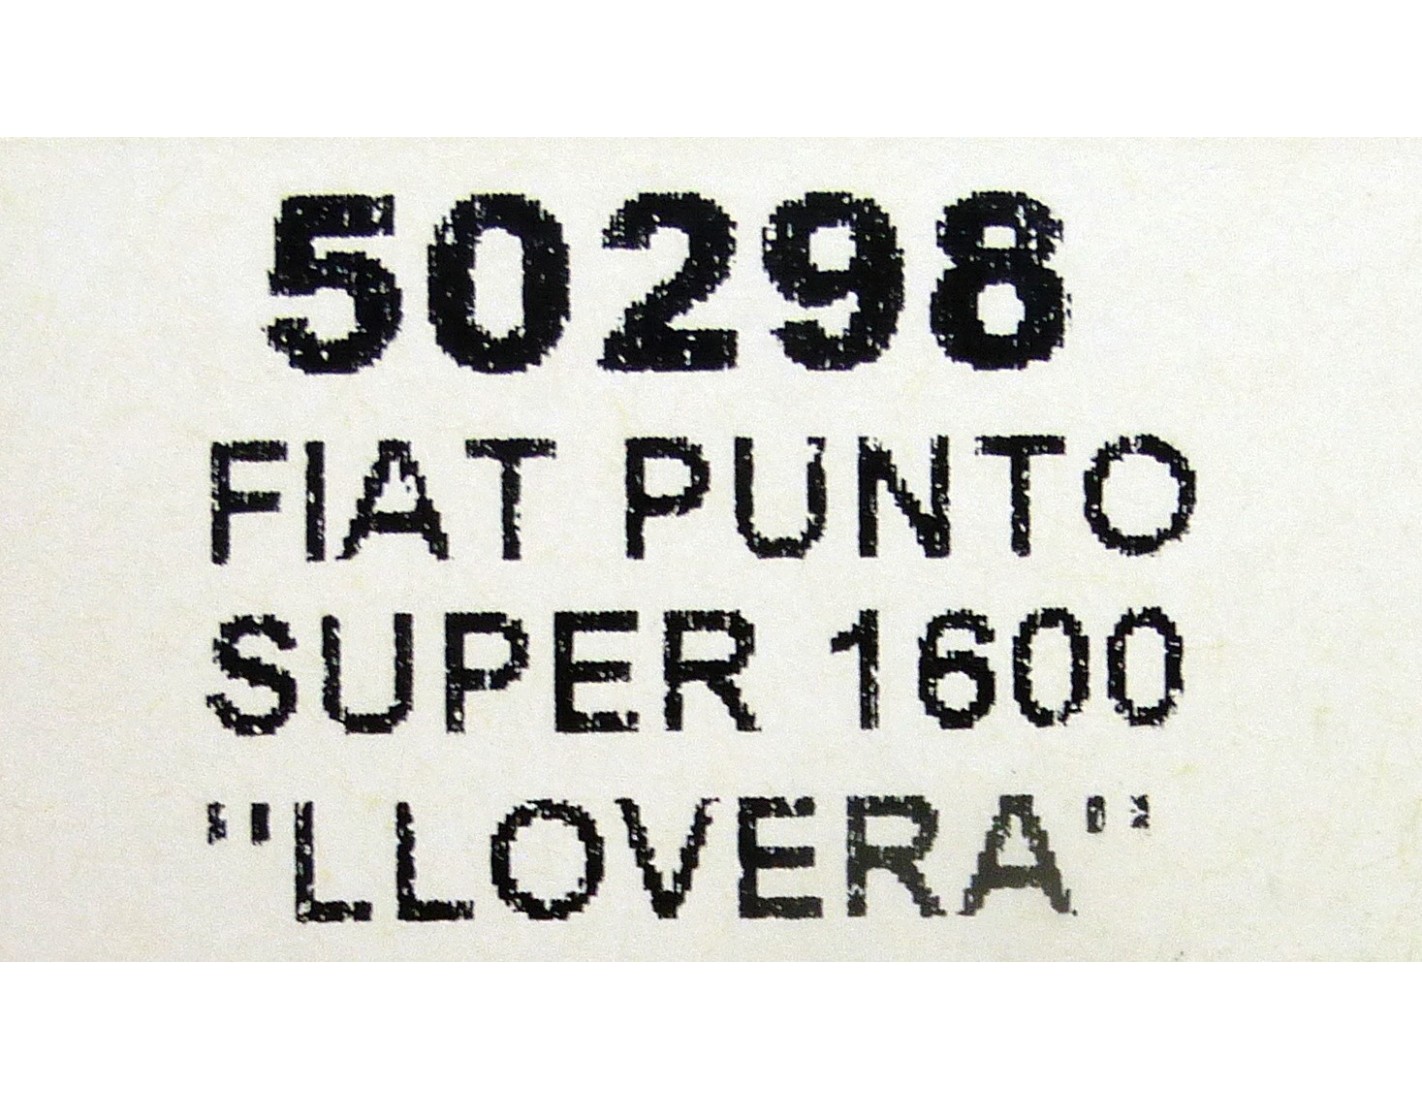 50298
FIAT PUNTO
SUPER 1600
"LLOVERA"